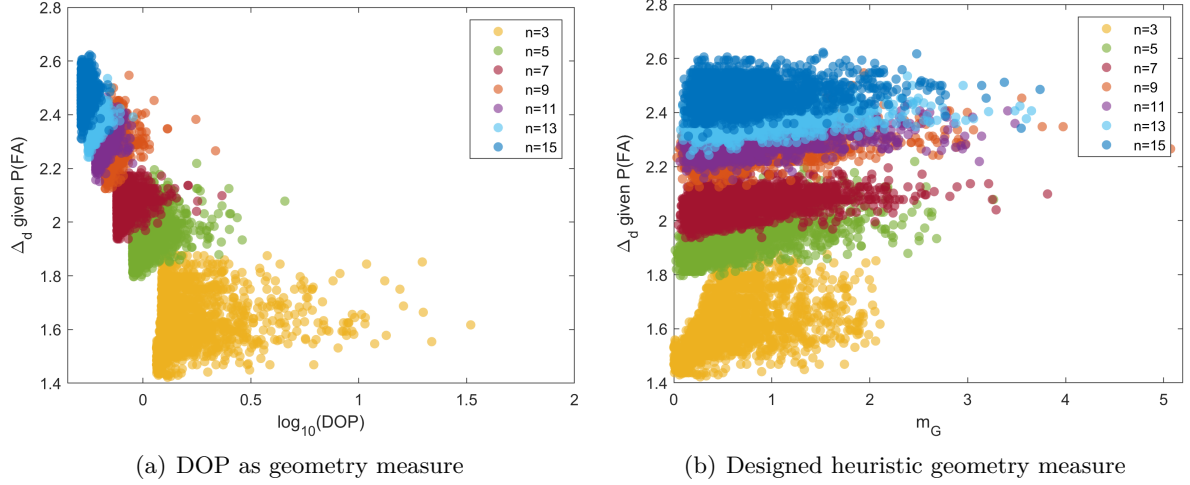 2.8
2.6
2.4
2.2
2
1.8
1.6
1.4
Δd given P(FA)
0
0.5
1
1.5
2
log10(DOP)
n=3
n=5
n=7
n=9
n=11
n=13
n=15
(a) DOP as geometry measure
2.8
2.6
2.4
2.2
2
1.8
1.6
1.4
Δd given P(FA)
0
1
2
3
4
5
mG
n=3
n=5
n=7
n=9
n=11
n=13
n=15
(b) Designed heuristic geometry measure